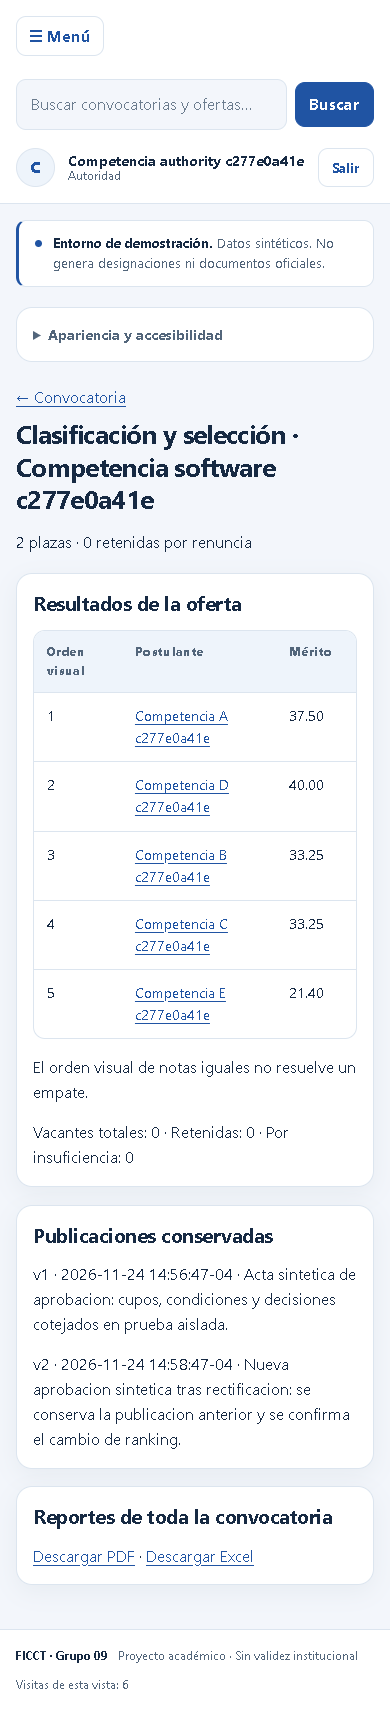 ☰ Menú
Buscar convocatorias y ofertas...
Buscar
C
Competencia authority c277e0a41e
Autoridad
Salir
Entorno de demostración. Datos sintéticos. No
genera designaciones ni documentos oficiales.
▶ Apariencia y accesibilidad
← Convocatoria
Clasificación y selección ·
Competencia software
c277e0a41e
2 plazas · 0 retenidas por renuncia
Resultados de la oferta
Orden visual Postulante Mérito
1 Competencia A c277e0a41e 37.50
2 Competencia D c277e0a41e 40.00
3 Competencia B c277e0a41e 33.25
4 Competencia C c277e0a41e 33.25
5 Competencia E c277e0a41e 21.40
El orden visual de notas iguales no resuelve un
empate.
Vacantes totales: 0 · Retenidas: 0 · Por
insuficiencia: 0
Publicaciones conservadas
v1 · 2026-11-24 14:56:47-04 · Acta sintetica de
aprobacion: cupos, condiciones y decisiones
cotejados en prueba aislada.
v2 · 2026-11-24 14:58:47-04 · Nueva
aprobacion sintetica tras rectificacion: se
conserva la publicacion anterior y se confirma
el cambio de ranking.
Reportes de toda la convocatoria
Descargar PDF · Descargar Excel
FICCT · Grupo 09 Proyecto académico · Sin validez institucional
Visitas de esta vista: 6